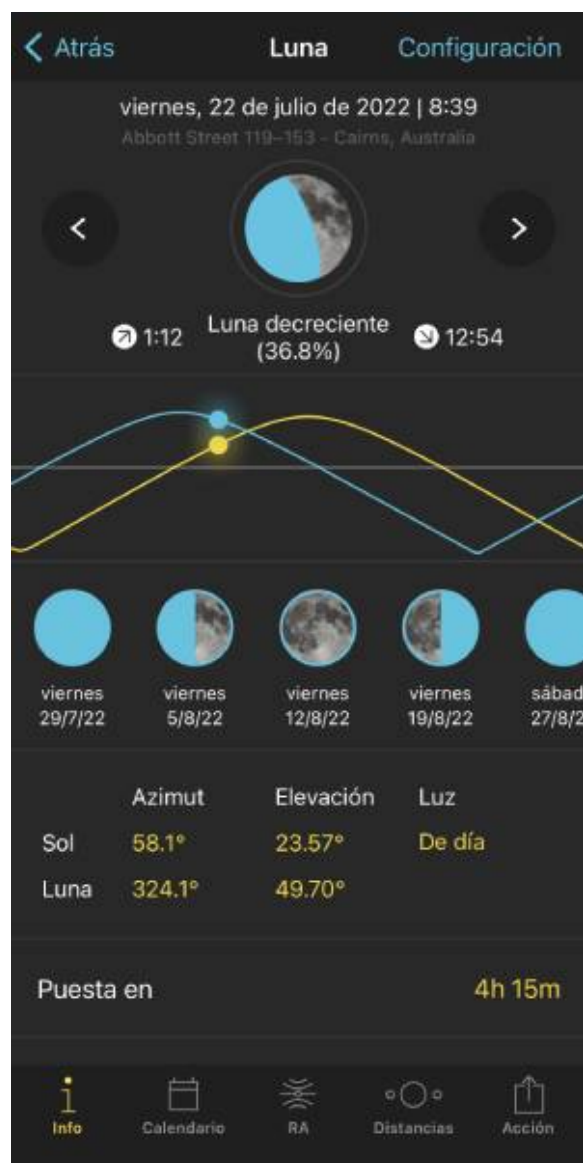 Atrás Luna Configuración
viernes, 22 de julio de 2022 | 8:39
Abbott Street 119–153 - Cairns, Australia
1:12 Luna decreciente 12:54
(36.8%)
viernes viernes viernes viernes sábad
29/7/22 5/8/22 12/8/22 19/8/22 27/8/2
Azimut Elevación Luz
Sol 58.1° 23.57° De día
Luna 324.1° 49.70°
Puesta en 4h 15m
Info Calendario RA Distancias Acción